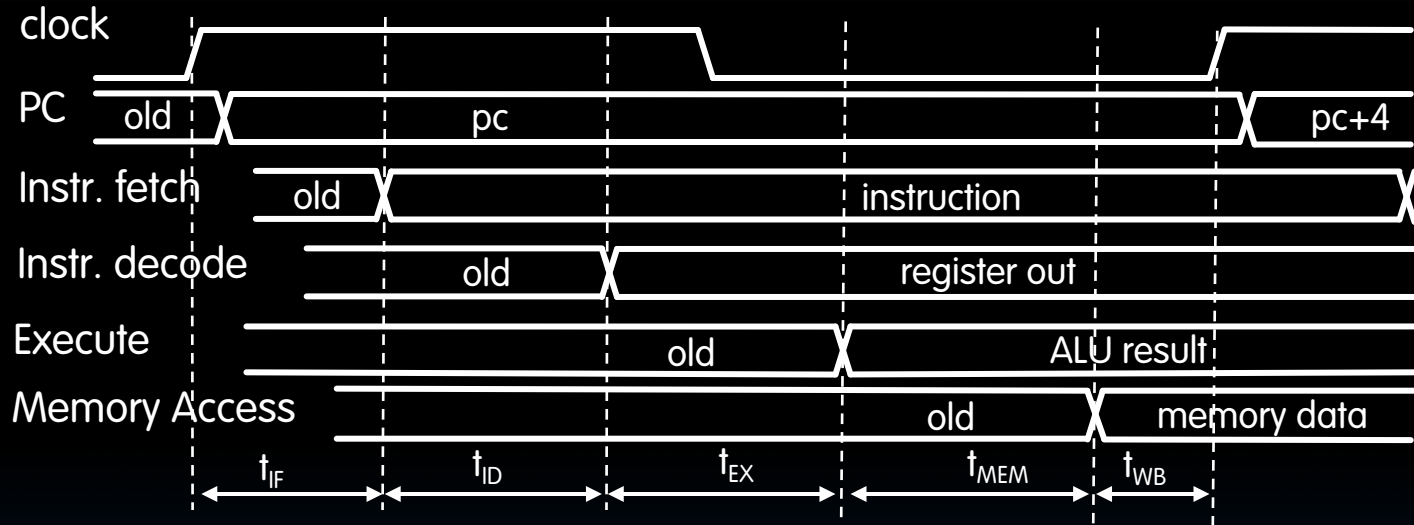 clock
PC old pc pc+4
Instr. fetch old instruction
Instr. decode old register out
Execute old ALU result
Memory Access old memory data
tIF tID tEX tMEM tWB